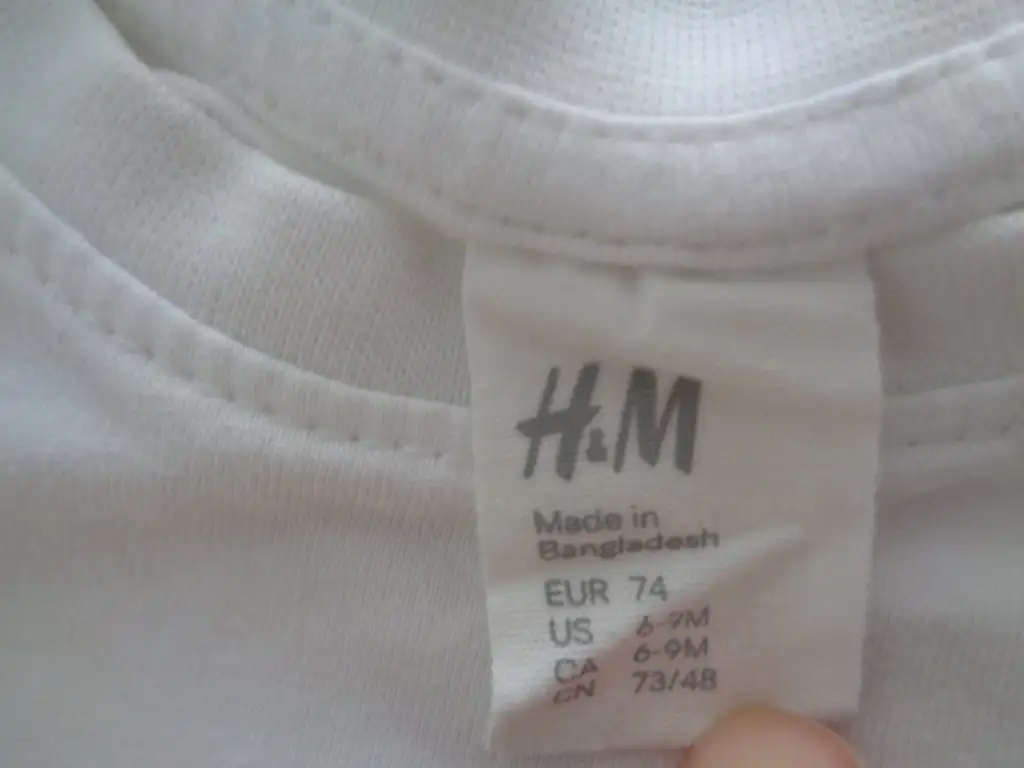 H&M
Made in
Bangladesh
EUR 74
US 6-9M
CA 6-9M
CN 73/48